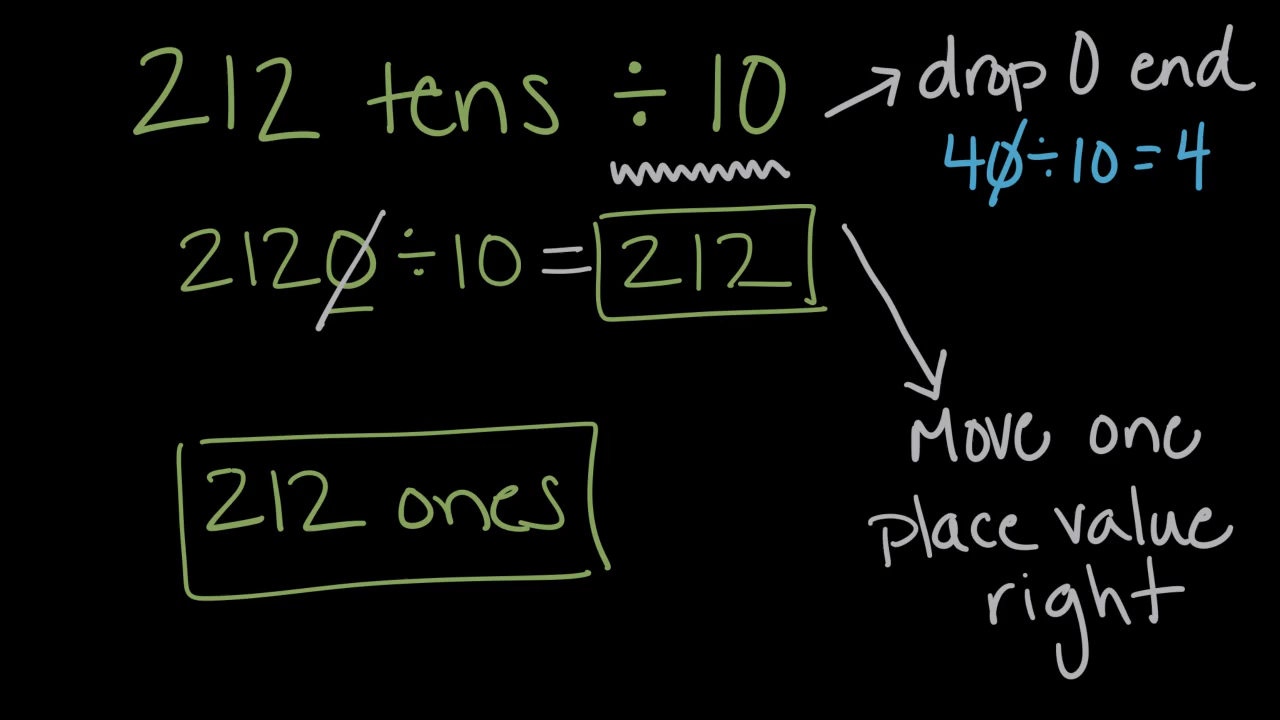 212 tens ÷ 10
→ drop 0 end
40 ÷ 10 = 4
2120 ÷ 10 = 212
212 ones
Move one
place value
right